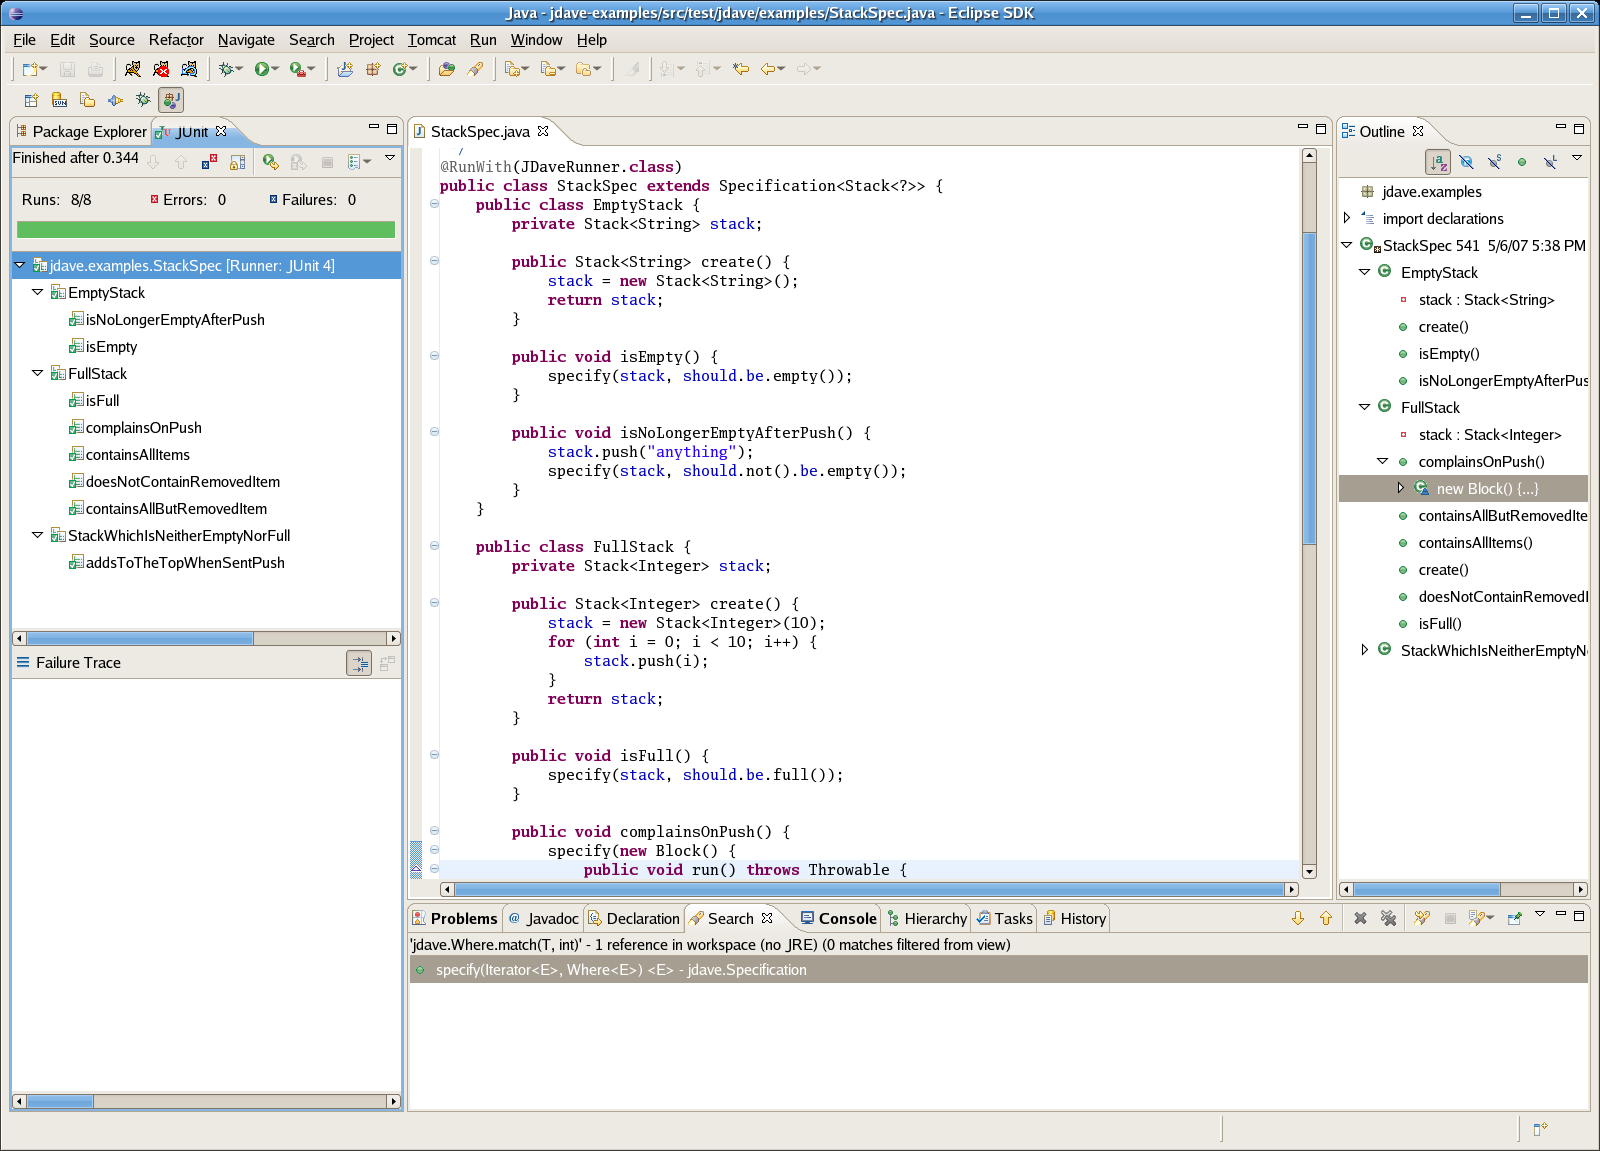 Java - jdave-examples/src/test/jdave/examples/StackSpec.java - Eclipse SDK
File Edit Source Refactor Navigate Search Project Tomcat Run Window Help
Package Explorer
JUnit
Finished after 0.344
Runs: 8/8 Errors: 0 Failures: 0
jdave.examples.StackSpec [Runner: JUnit 4]
EmptyStack
isNoLongerEmptyAfterPush
isEmpty
FullStack
isFull
complainsOnPush
containsAllItems
doesNotContainRemovedItem
containsAllButRemovedItem
StackWhichIsNeitherEmptyNorFull
addsToTheTopWhenSentPush
Failure Trace
StackSpec.java
@RunWith(JDaveRunner.class)
public class StackSpec extends Specification<Stack<?>> {
public class EmptyStack {
private Stack<String> stack;
public Stack<String> create() {
stack = new Stack<String>();
return stack;
}
public void isEmpty() {
specify(stack, should.be.empty());
}
public void isNoLongerEmptyAfterPush() {
stack.push("anything");
specify(stack, should.not().be.empty());
}
}
public class FullStack {
private Stack<Integer> stack;
public Stack<Integer> create() {
stack = new Stack<Integer>(10);
for (int i = 0; i < 10; i++) {
stack.push(i);
}
return stack;
}
public void isFull() {
specify(stack, should.be.full());
}
public void complainsOnPush() {
specify(new Block() {
public void run() throws Throwable {
Outline
jdave.examples
import declarations
StackSpec 541 5/6/07 5:38 PM
EmptyStack
stack : Stack<String>
create()
isEmpty()
isNoLongerEmptyAfterPus
FullStack
stack : Stack<Integer>
complainsOnPush()
new Block() {...}
containsAllButRemovedIte
containsAllItems()
create()
doesNotContainRemovedI
isFull()
StackWhichIsNeitherEmptyN
Problems Javadoc Declaration Search Console Hierarchy Tasks History
'jdave.Where.match(T, int)' - 1 reference in workspace (no JRE) (0 matches filtered from view)
specify(Iterator<E>, Where<E>) <E> - jdave.Specification